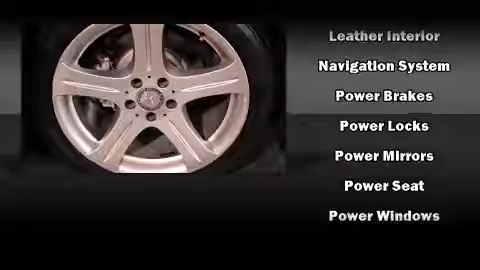 Leather Interior
Navigation System
Power Brakes
Power Locks
Power Mirrors
Power Seat
Power Windows